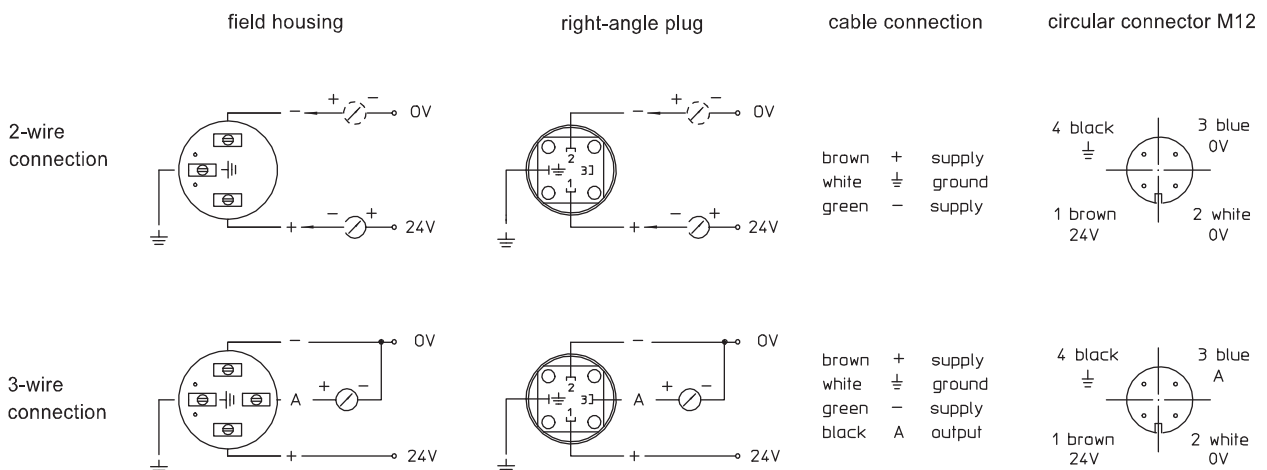 field housing
right-angle plug
cable connection
circular connector M12
2-wire
connection
− + − 0V
− + 24V
+
− + − 0V
2
3
1
+ − + 24V
brown + supply
white ⏚ ground
green − supply
4 black
⏚
3 blue
0V
1 brown
24V
2 white
0V
3-wire
connection
− 0V
A + −
+ 24V
− 0V
2
3
1
A + −
+ 24V
brown + supply
white ⏚ ground
green − supply
black A output
4 black
⏚
3 blue
A
1 brown
24V
2 white
0V